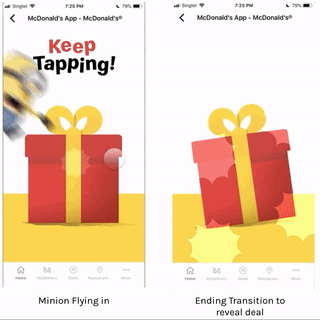 Singtel 7:25 PM 79%
McDonald's App - McDonald's®
Keep
Tapping!
Home McDelivery Deals Restaurant... More
Minion Flying in
Singtel 7:25 PM 79%
McDonald's App - McDonald's®
Home McDelivery Deals Restaurant... More
Ending Transition to
reveal deal